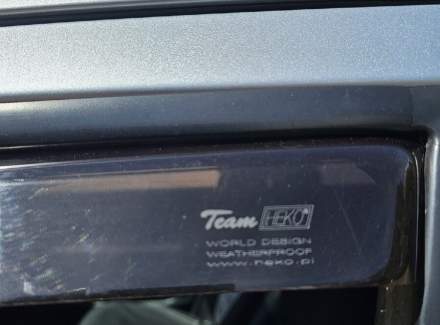 Team HEKO®
WORLD DESIGN
WEATHERPROOF
www.heko.pl